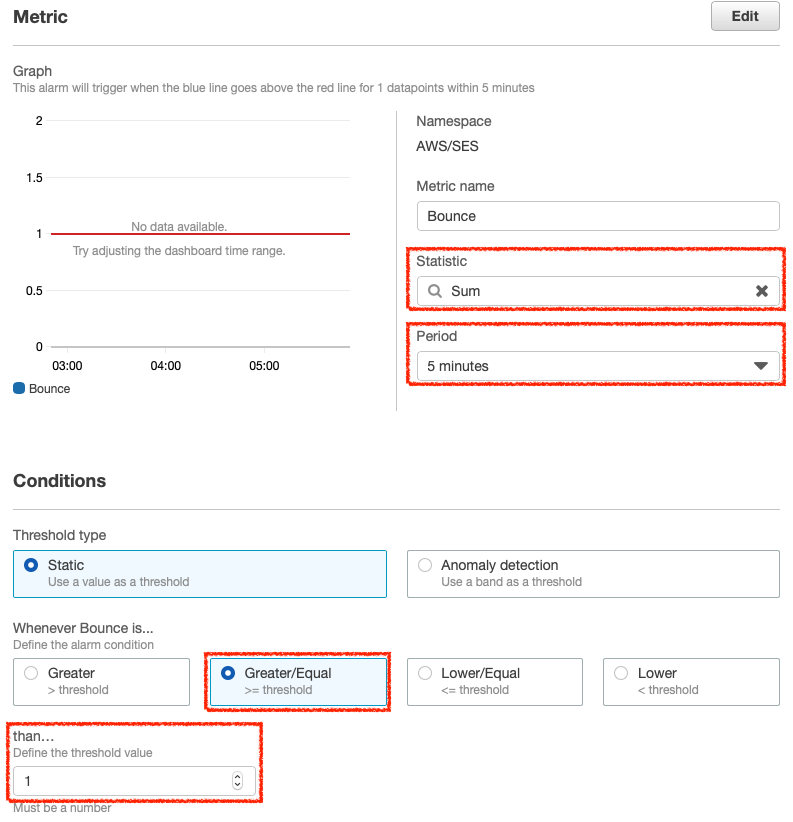 Metric
Edit
Graph
This alarm will trigger when the blue line goes above the red line for 1 datapoints within 5 minutes
2
1.5
1
0.5
0
No data available.
Try adjusting the dashboard time range.
03:00 04:00 05:00
Bounce
Namespace
AWS/SES
Metric name
Bounce
Statistic
Sum
Period
5 minutes
Conditions
Threshold type
Static
Use a value as a threshold
Anomaly detection
Use a band as a threshold
Whenever Bounce is...
Define the alarm condition
Greater
> threshold
Greater/Equal
>= threshold
Lower/Equal
<= threshold
Lower
< threshold
than…
Define the threshold value
1
Must be a number